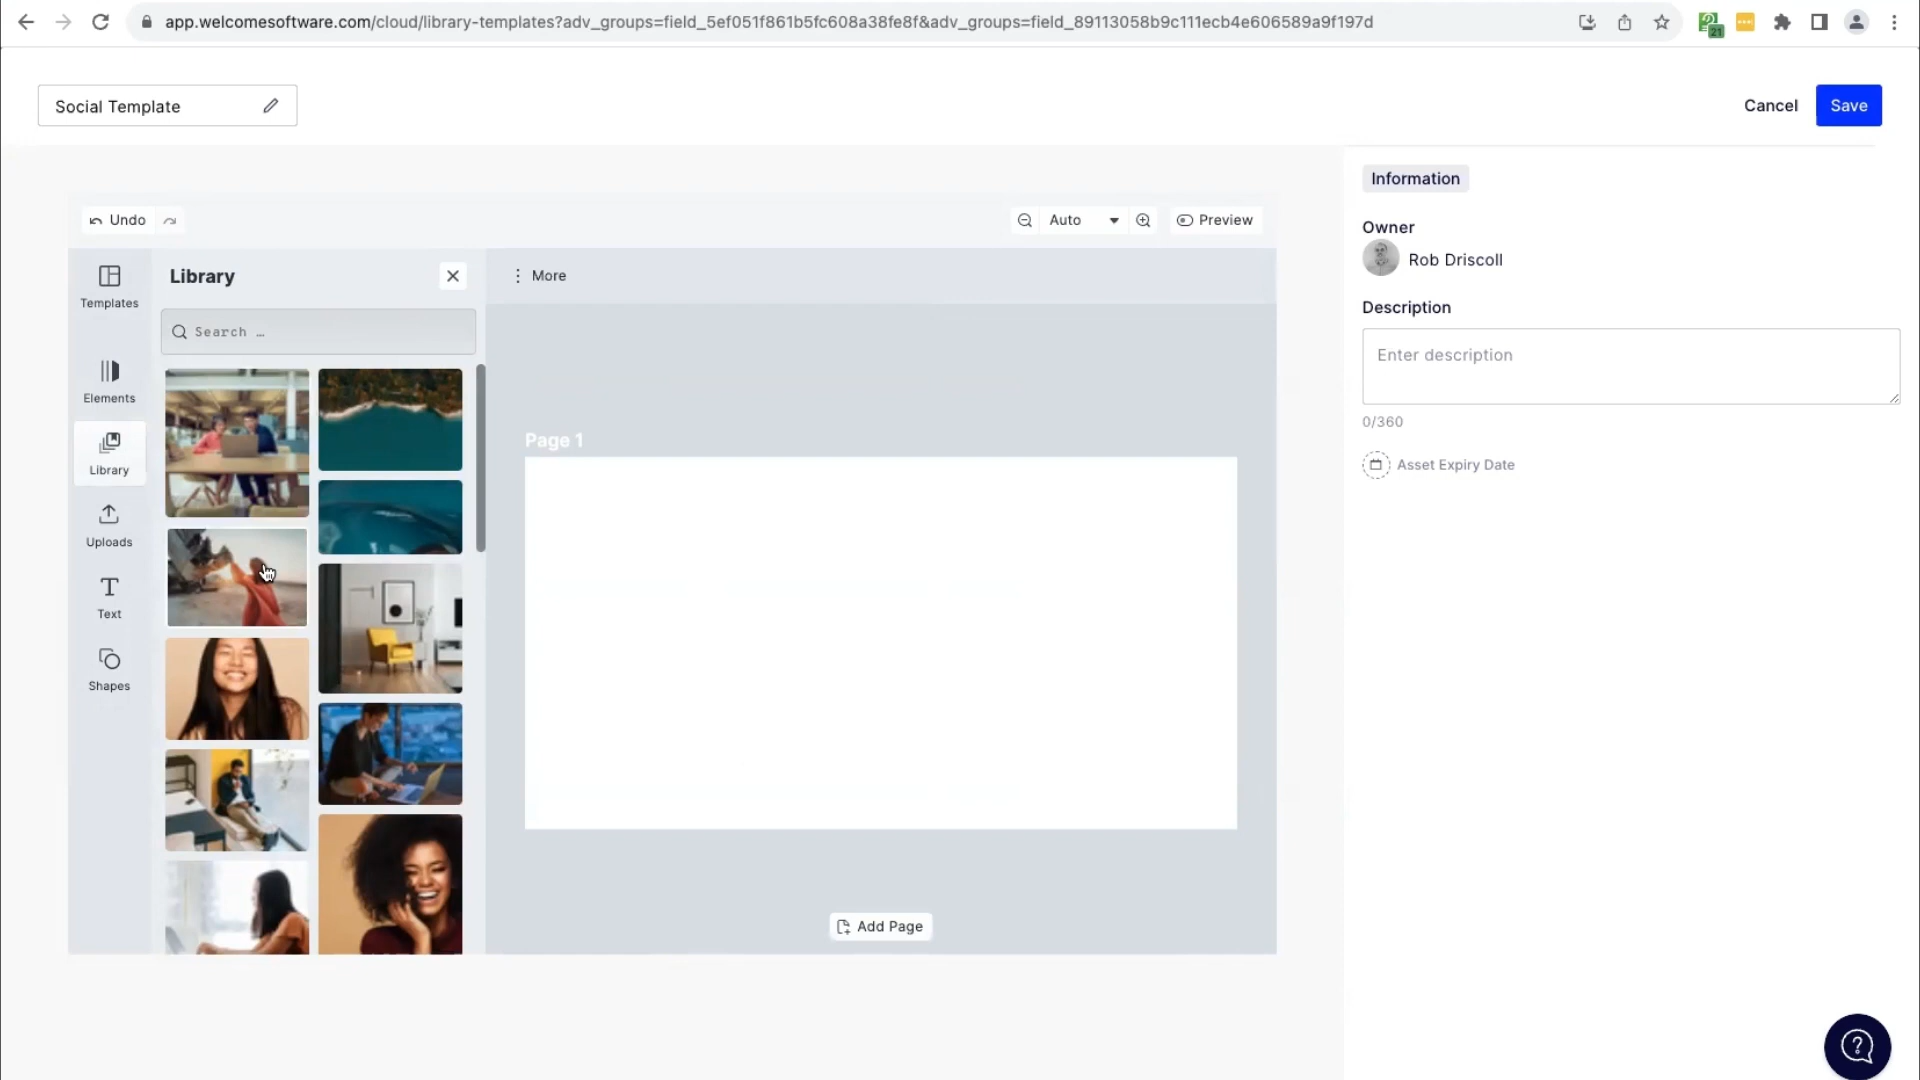 app.welcomesoftware.com/cloud/library-templates?adv_groups=field_5ef051f861b5fc608a38fe8f&adv_groups=field_89113058b9c111ecb4e606589a9f197d
21
Social Template
Cancel
Save
Undo
Auto
Preview
Templates
Elements
Library
Uploads
Text
Shapes
Library
Search …
More
Page 1
Add Page
Information
Owner
Rob Driscoll
Description
Enter description
0/360
Asset Expiry Date